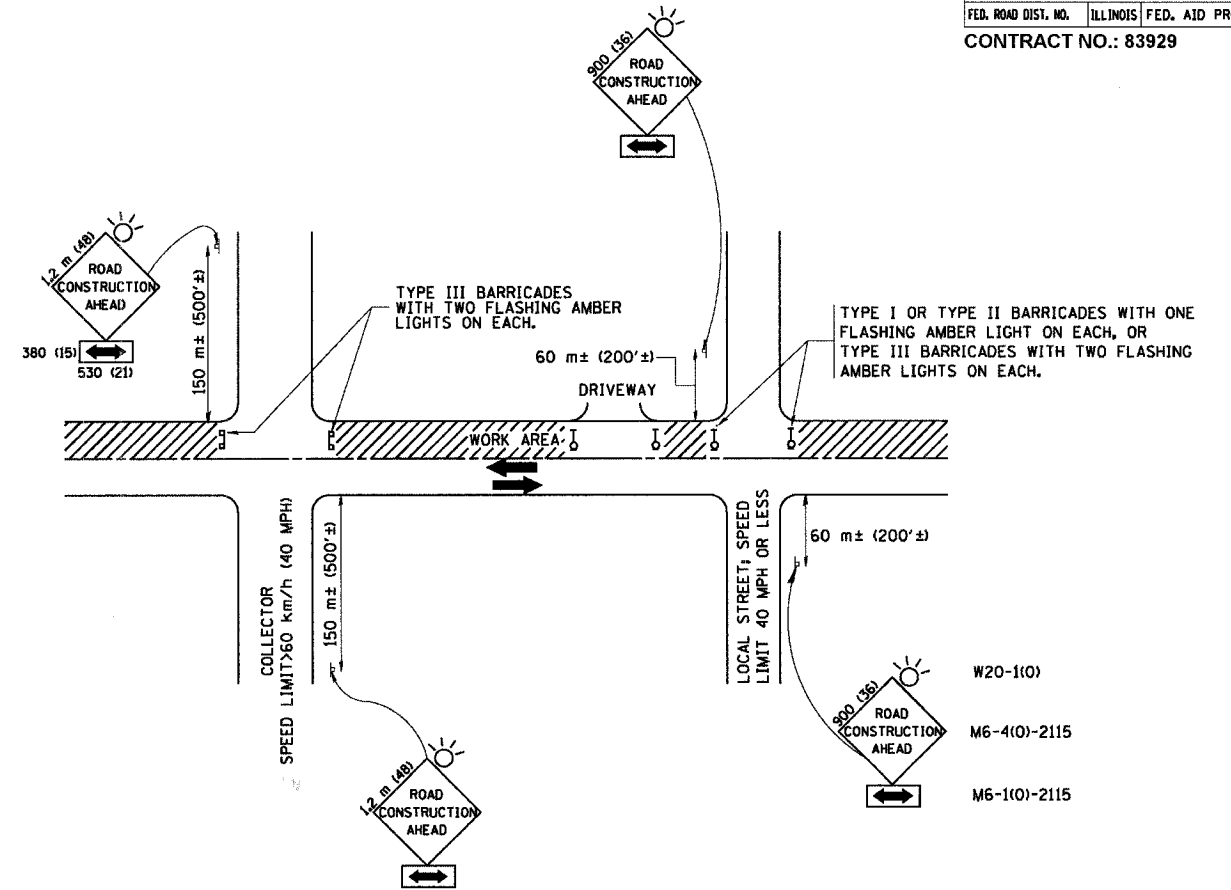 FED. ROAD DIST. NO. ILLINOIS FED. AID PR
CONTRACT NO.: 83929
900 (36)
ROAD
CONSTRUCTION
AHEAD
1.2 m (48)
ROAD
CONSTRUCTION
AHEAD
380 (15)
530 (21)
150 m± (500'±)
TYPE III BARRICADES
WITH TWO FLASHING AMBER
LIGHTS ON EACH.
60 m± (200'±)
DRIVEWAY
TYPE I OR TYPE II BARRICADES WITH ONE
FLASHING AMBER LIGHT ON EACH, OR
TYPE III BARRICADES WITH TWO FLASHING
AMBER LIGHTS ON EACH.
WORK AREA
COLLECTOR
SPEED LIMIT>60 km/h (40 MPH)
150 m± (500'±)
LOCAL STREET; SPEED
LIMIT 40 MPH OR LESS
60 m± (200'±)
1.2 m (48)
ROAD
CONSTRUCTION
AHEAD
900 (36)
ROAD
CONSTRUCTION
AHEAD
W20-1(O)
M6-4(O)-2115
M6-1(O)-2115